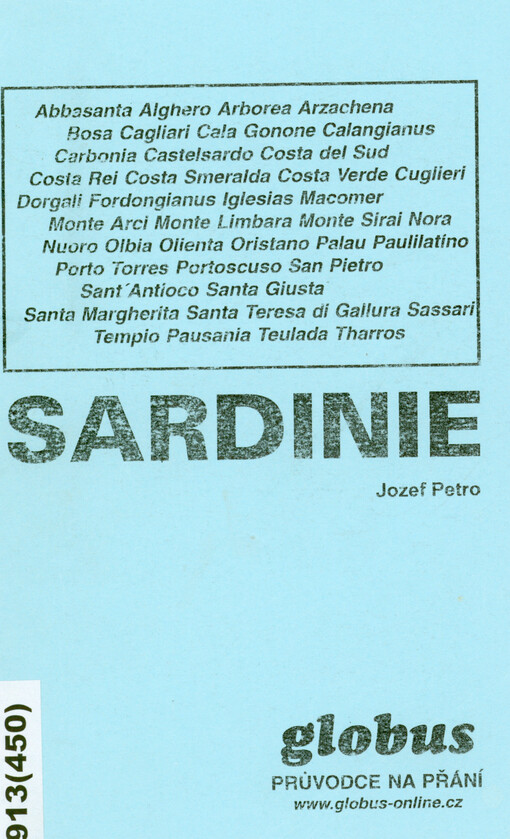 Abbasanta Alghero Arborea Arzachena
Bosa Cagliari Cala Gonone Calangianus
Carbonia Castelsardo Costa del Sud
Costa Rei Costa Smeralda Costa Verde Cuglieri
Dorgali Fordongianus Iglesias Macomer
Monte Arci Monte Limbara Monte Sirai Nora
Nuoro Olbia Olienta Oristano Palau Paulilatino
Porto Torres Portoscuso San Pietro
Sant´Antioco Santa Giusta
Santa Margherita Santa Teresa di Gallura Sassari
Tempio Pausania Teulada Tharros
SARDINIE
Jozef Petro
913(450)
globus
PRŮVODCE NA PŘÁNÍ
www.globus-online.cz